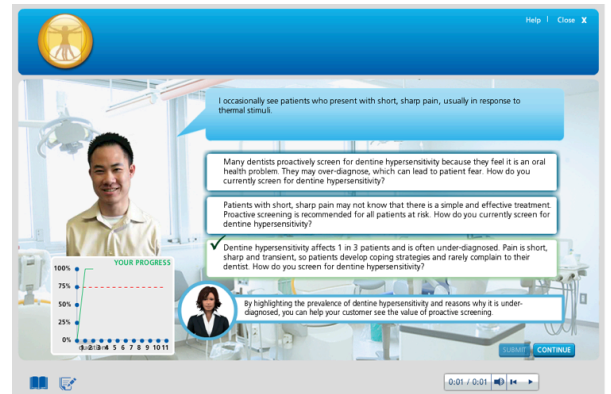 Help | Close X
I occasionally see patients who present with short, sharp pain, usually in response to
thermal stimuli.
Many dentists proactively screen for dentine hypersensitivity because they feel it is an oral
health problem. They may over-diagnose, which can lead to patient fear. How do you
currently screen for dentine hypersensitivity?
Patients with short, sharp pain may not know that there is a simple and effective treatment.
Proactive screening is recommended for all patients at risk. How do you currently screen for
dentine hypersensitivity?
Dentine hypersensitivity affects 1 in 3 patients and is often under-diagnosed. Pain is short,
sharp and transient, so patients develop coping strategies and rarely complain to their
dentist. How do you screen for dentine hypersensitivity?
YOUR PROGRESS
100%
75%
50%
25%
0%
1 2 3 4 5 6 7 8 9 10 11
By highlighting the prevalence of dentine hypersensitivity and reasons why it is under-
diagnosed, you can help your customer see the value of proactive screening.
SUBMIT CONTINUE
0:01 / 0:01